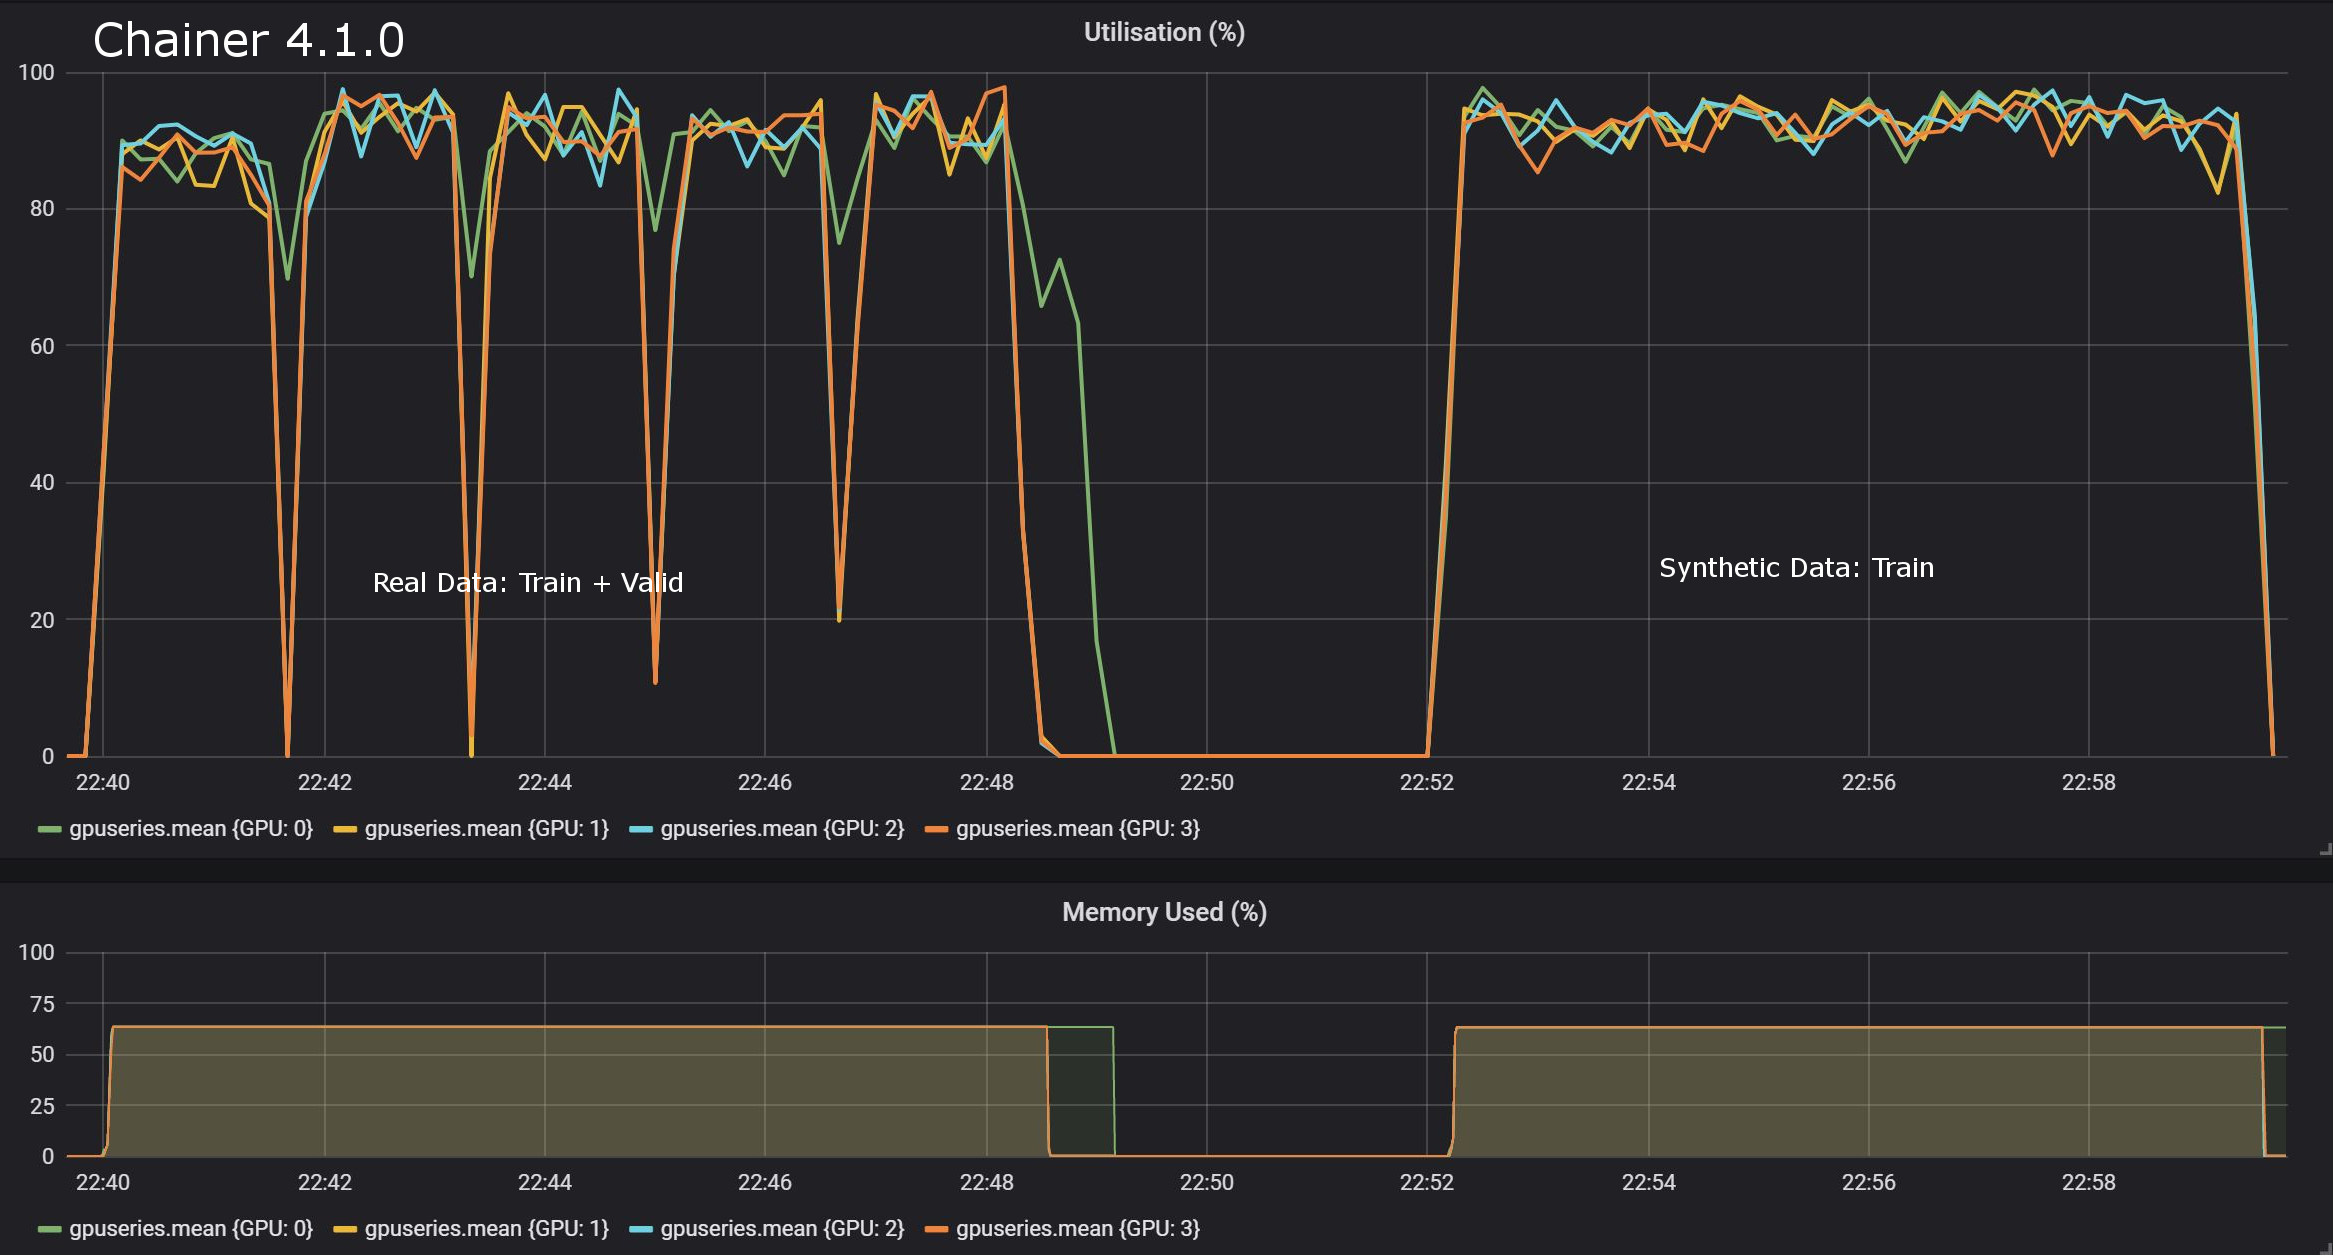 Chainer 4.1.0
Utilisation (%)
100
80
60
40
20
0
Real Data: Train + Valid
Synthetic Data: Train
22:40 22:42 22:44 22:46 22:48 22:50 22:52 22:54 22:56 22:58
gpuseries.mean {GPU: 0} gpuseries.mean {GPU: 1} gpuseries.mean {GPU: 2} gpuseries.mean {GPU: 3}
Memory Used (%)
100
75
50
25
0
22:40 22:42 22:44 22:46 22:48 22:50 22:52 22:54 22:56 22:58
gpuseries.mean {GPU: 0} gpuseries.mean {GPU: 1} gpuseries.mean {GPU: 2} gpuseries.mean {GPU: 3}